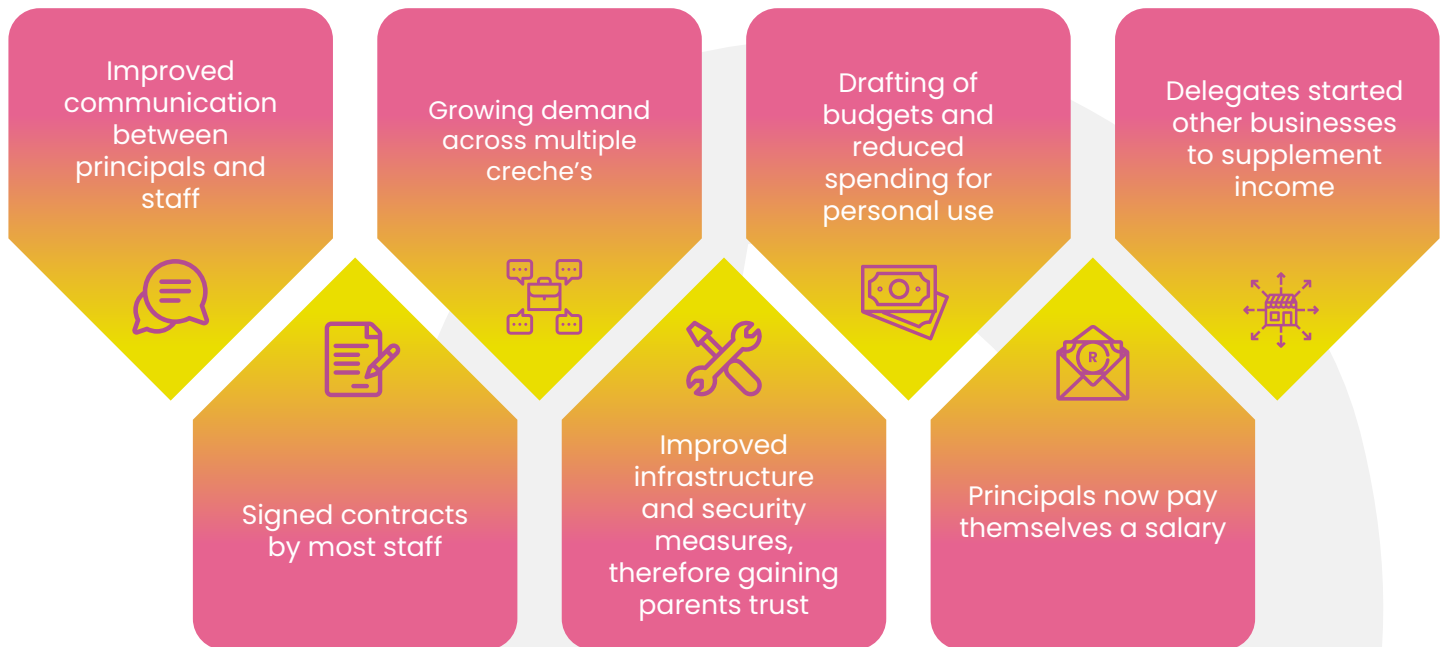 Improved
communication
between
principals and
staff
Signed contracts
by most staff
Growing demand
across multiple
creche’s
Improved
infrastructure
and security
measures,
therefore gaining
parents trust
Drafting of
budgets and
reduced
spending for
personal use
R
Principals now pay
themselves a salary
Delegates started
other businesses
to supplement
income